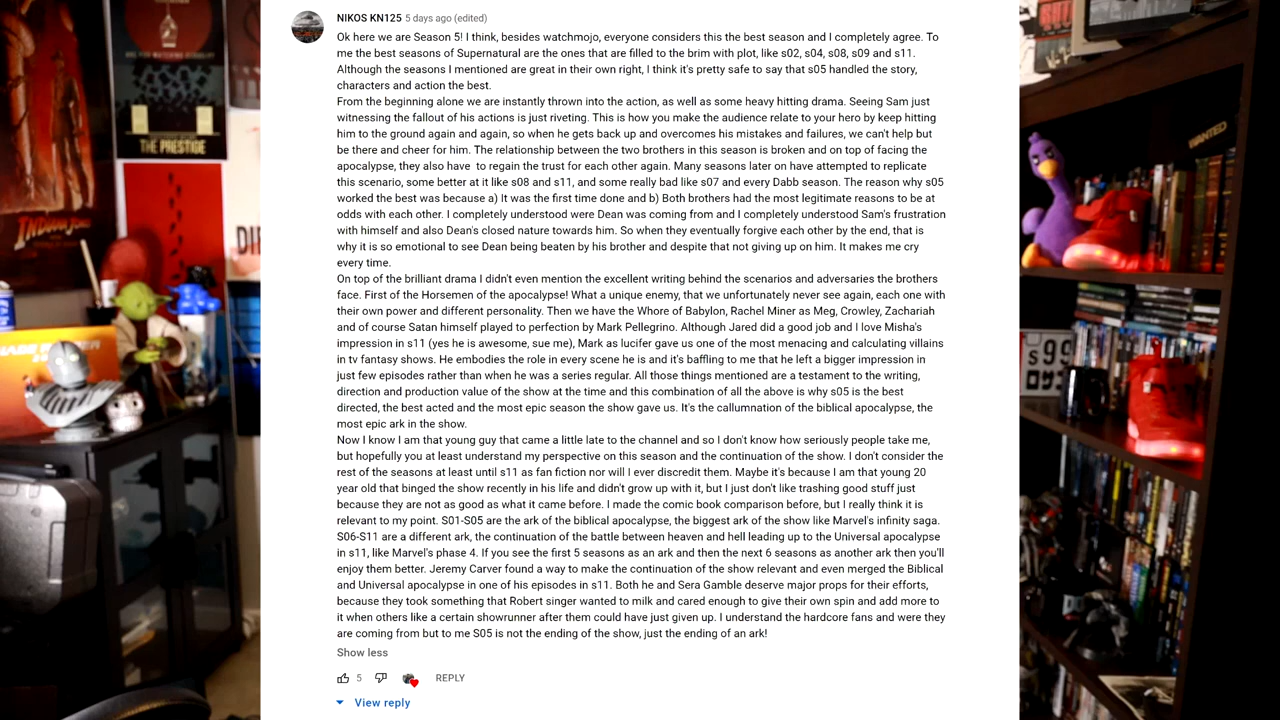 NIKOS KN125 5 days ago (edited)
Ok here we are Season 5! I think, besides watchmojo, everyone considers this the best season and I completely agree. To
me the best seasons of Supernatural are the ones that are filled to the brim with plot, like s02, s04, s08, s09 and s11.
Although the seasons I mentioned are great in their own right, I think it's pretty safe to say that s05 handled the story,
characters and action the best.
From the beginning alone we are instantly thrown into the action, as well as some heavy hitting drama. Seeing Sam just
witnessing the fallout of his actions is just riveting. This is how you make the audience relate to your hero by keep hitting
him to the ground again and again, so when he gets back up and overcomes his mistakes and failures, we can't help but
be there and cheer for him. The relationship between the two brothers in this season is broken and on top of facing the
apocalypse, they also have to regain the trust for each other again. Many seasons later on have attempted to replicate
this scenario, some better at it like s08 and s11, and some really bad like s07 and every Dabb season. The reason why s05
worked the best was because a) It was the first time done and b) Both brothers had the most legitimate reasons to be at
odds with each other. I completely understood were Dean was coming from and I completely understood Sam's frustration
with himself and also Dean's closed nature towards him. So when they eventually forgive each other by the end, that is
why it is so emotional to see Dean being beaten by his brother and despite that not giving up on him. It makes me cry
every time.
On top of the brilliant drama I didn't even mention the excellent writing behind the scenarios and adversaries the brothers
face. First of the Horsemen of the apocalypse! What a unique enemy, that we unfortunately never see again, each one with
their own power and different personality. Then we have the Whore of Babylon, Rachel Miner as Meg, Crowley, Zachariah
and of course Satan himself played to perfection by Mark Pellegrino. Although Jared did a good job and I love Misha's
impression in s11 (yes he is awesome, sue me), Mark as lucifer gave us one of the most menacing and calculating villains
in tv fantasy shows. He embodies the role in every scene he is and it's baffling to me that he left a bigger impression in
just few episodes rather than when he was a series regular. All those things mentioned are a testament to the writing,
direction and production value of the show at the time and this combination of all the above is why s05 is the best
directed, the best acted and the most epic season the show gave us. It's the callumnation of the biblical apocalypse, the
most epic ark in the show.
Now I know I am that young guy that came a little late to the channel and so I don't know how seriously people take me,
but hopefully you at least understand my perspective on this season and the continuation of the show. I don't consider the
rest of the seasons at least until s11 as fan fiction nor will I ever discredit them. Maybe it's because I am that young 20
year old that binged the show recently in his life and didn't grow up with it, but I just don't like trashing good stuff just
because they are not as good as what it came before. I made the comic book comparison before, but I really think it is
relevant to my point. S01-S05 are the ark of the biblical apocalypse, the biggest ark of the show like Marvel's infinity saga.
S06-S11 are a different ark, the continuation of the battle between heaven and hell leading up to the Universal apocalypse
in s11, like Marvel's phase 4. If you see the first 5 seasons as an ark and then the next 6 seasons as another ark then you'll
enjoy them better. Jeremy Carver found a way to make the continuation of the show relevant and even merged the Biblical
and Universal apocalypse in one of his episodes in s11. Both he and Sera Gamble deserve major props for their efforts,
because they took something that Robert singer wanted to milk and cared enough to give their own spin and add more to
it when others like a certain showrunner after them could have just given up. I understand the hardcore fans and were they
are coming from but to me S05 is not the ending of the show, just the ending of an ark!
Show less
5 REPLY
View reply
THE PRESTIGE
INDIANA JONES
WANTED